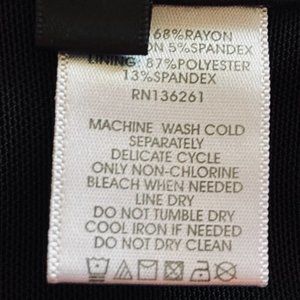 68%RAYON
ON 5%SPANDEX
LINING: 87%POLYESTER
13%SPANDEX
RN136261
MACHINE WASH COLD
SEPARATELY
DELICATE CYCLE
ONLY NON-CHLORINE
BLEACH WHEN NEEDED
LINE DRY
DO NOT TUMBLE DRY
COOL IRON IF NEEDED
DO NOT DRY CLEAN